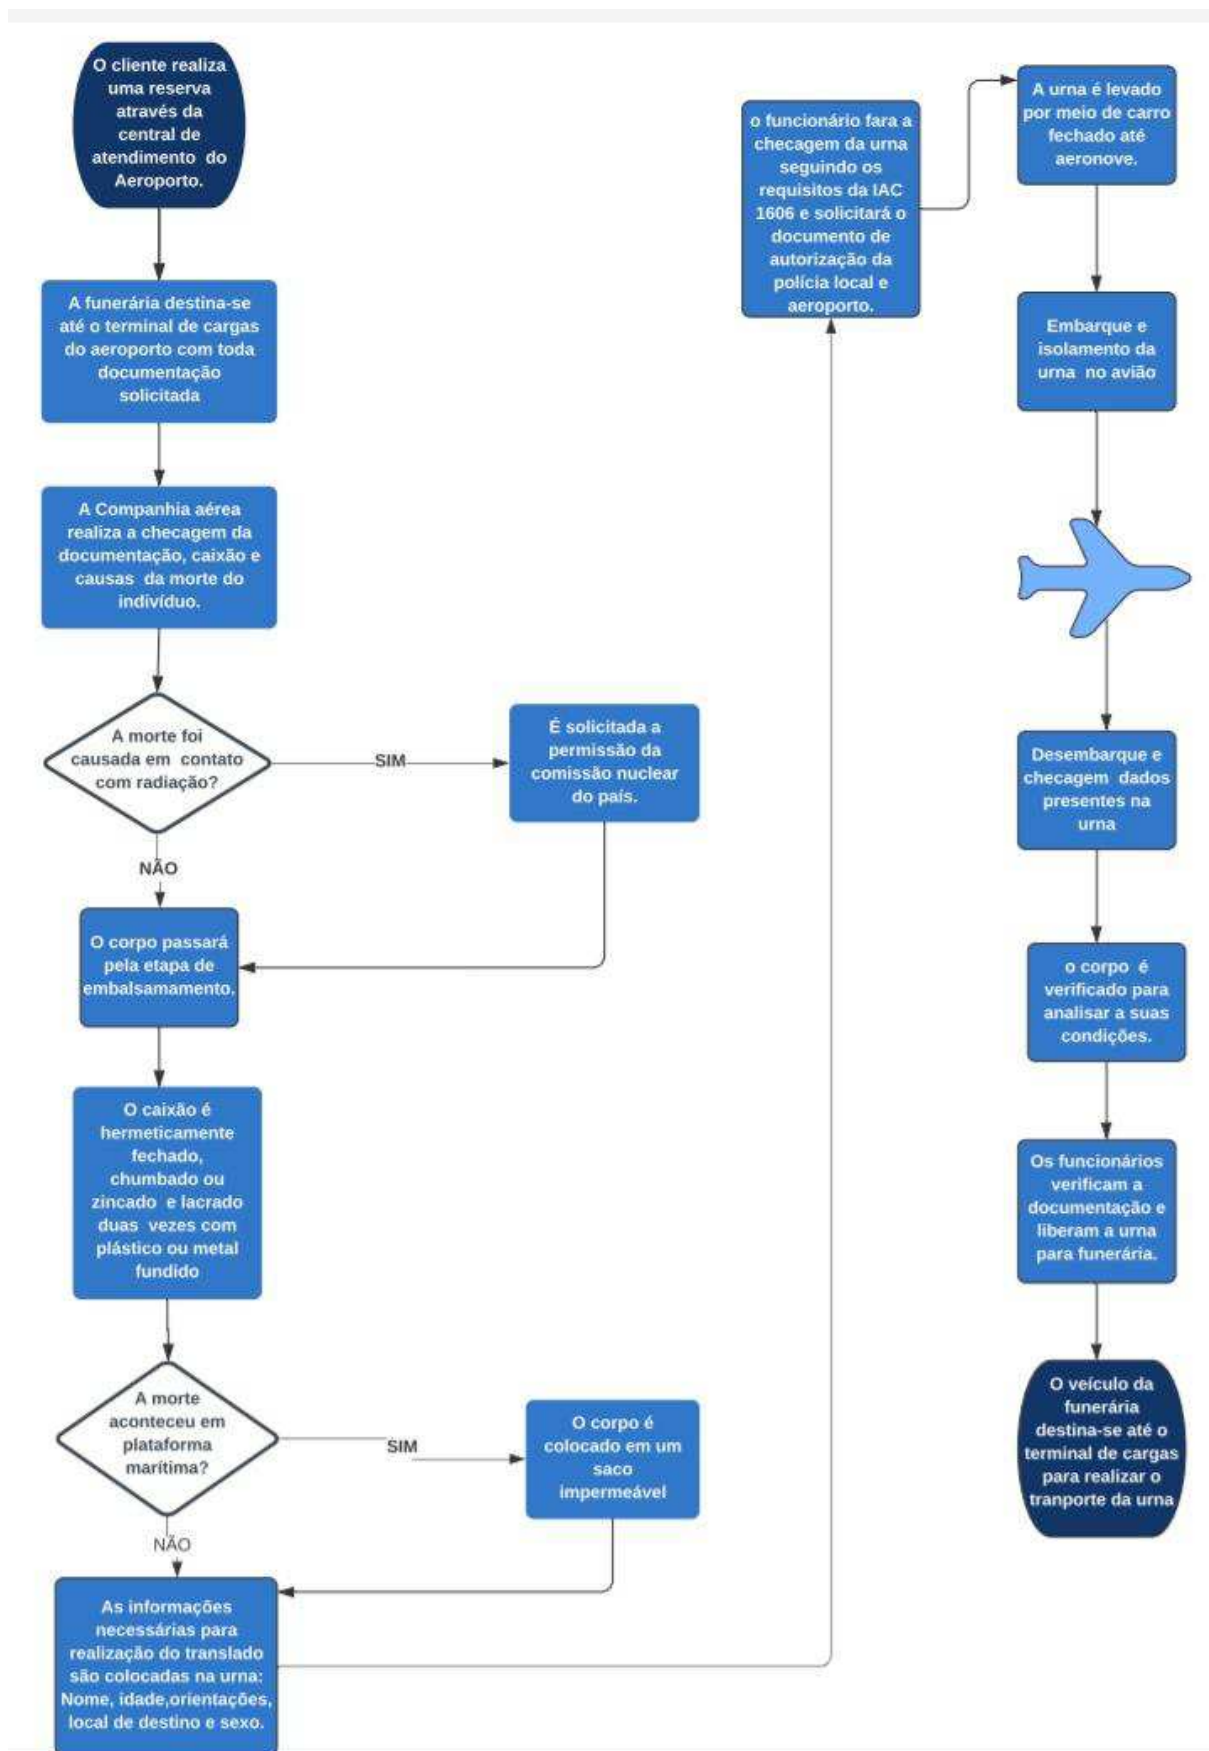 O cliente realiza
uma reserva
através da
central de
atendimento do
Aeroporto.
A funerária destina-se
até o terminal de cargas
do aeroporto com toda
documentação
solicitada
A Companhia aérea
realiza a checagem da
documentação, caixão e
causas da morte do
indivíduo.
A morte foi
causada em contato
com radiação?
SIM
É solicitada a
permissão da
comissão nuclear
do país.
NÃO
O corpo passará
pela etapa de
embalsamamento.
O caixão é
hermeticamente
fechado,
chumbado ou
zincado e lacrado
duas vezes com
plástico ou metal
fundido
A morte
aconteceu em
plataforma
marítima?
SIM
O corpo é
colocado em um
saco
impermeável
NÃO
As informações
necessárias para
realização do translado
são colocadas na urna:
Nome, idade,orientações,
local de destino e sexo.
o funcionário fara a
checagem da urna
seguindo os
requisitos da IAC
1606 e solicitará o
documento de
autorização da
polícia local e
aeroporto.
A urna é levado
por meio de carro
fechado até
aeronove.
Embarque e
isolamento da
urna no avião
Desembarque e
checagem dados
presentes na
urna
o corpo é
verificado para
analisar a suas
condições.
Os funcionários
verificam a
documentação e
liberam a urna
para funerária.
O veículo da
funerária
destina-se até o
terminal de cargas
para realizar o
tranporte da urna